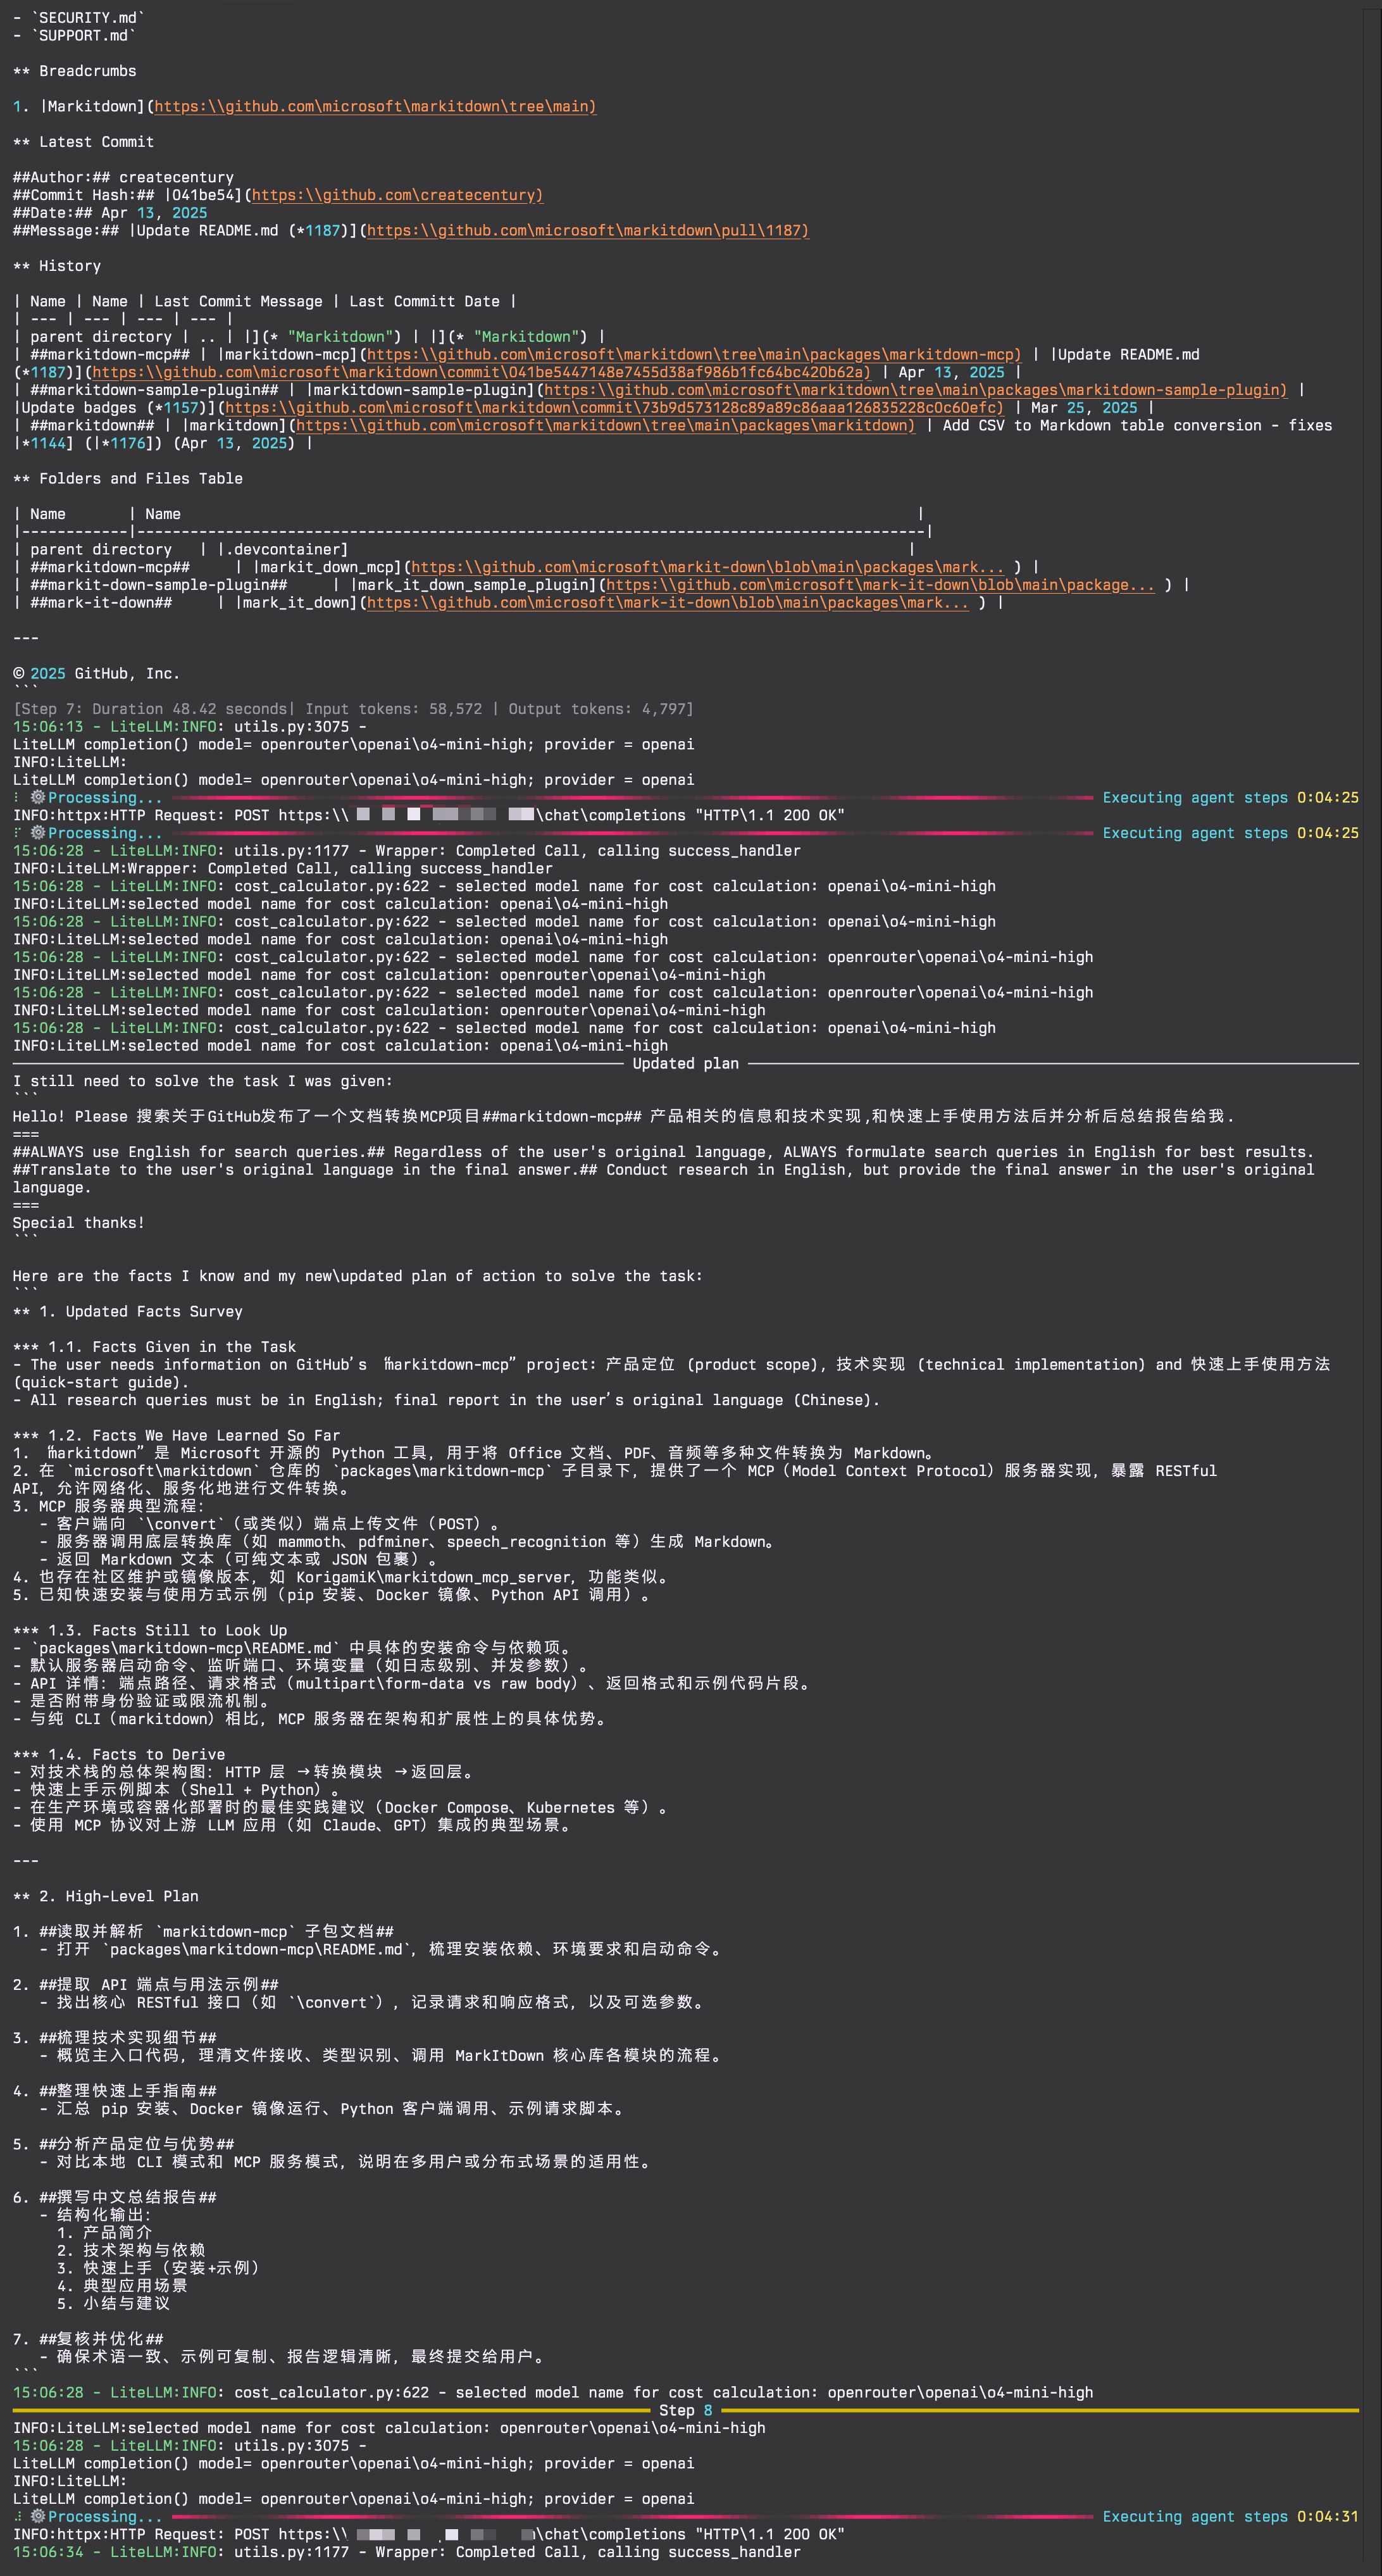 - `SECURITY.md`
- `SUPPORT.md`
** Breadcrumbs
1. |Markitdown](https:\\github.com\microsoft\markitdown\tree\main)
** Latest Commit
##Author:## createcentury
##Commit Hash:## |041be54](https:\\github.com\createcentury)
##Date:## Apr 13, 2025
##Message:## |Update README.md (*1187)](https:\\github.com\microsoft\markitdown\pull\1187)
** History
| Name | Name | Last Commit Message | Last Committ Date |
| --- | --- | --- | --- |
| parent directory | .. | |](* "Markitdown") | |](* "Markitdown") |
| ##markitdown-mcp## | |markitdown-mcp](https:\\github.com\microsoft\markitdown\tree\main\packages\markitdown-mcp) | |Update README.md
(*1187)](https:\\github.com\microsoft\markitdown\commit\041be5447148e7455d38af986b1fc64bc420b62a) | Apr 13, 2025 |
| ##markitdown-sample-plugin## | |markitdown-sample-plugin](https:\\github.com\microsoft\markitdown\tree\main\packages\markitdown-sample-plugin) |
|Update badges (*1157)](https:\\github.com\microsoft\markitdown\commit\73b9d573128c89a89c86aaa126835228c0c60efc) | Mar 25, 2025 |
| ##markitdown## | |markitdown](https:\\github.com\microsoft\markitdown\tree\main\packages\markitdown) | Add CSV to Markdown table conversion - fixes
|*1144] (|*1176]) (Apr 13, 2025) |
** Folders and Files Table
| Name       | Name                                                                                   |
|------------|-----------------------------------------------------------------------------------------|
| parent directory   | |.devcontainer]                                                               |
| ##markitdown-mcp##     | |markit_down_mcp](https:\\github.com\microsoft\markit-down\blob\main\packages\mark... ) |
| ##markit-down-sample-plugin##     | |mark_it_down_sample_plugin](https:\\github.com\microsoft\mark-it-down\blob\main\package... ) |
| ##mark-it-down##     | |mark_it_down](https:\\github.com\microsoft\mark-it-down\blob\main\packages\mark... ) |
---
© 2025 GitHub, Inc.
```
[Step 7: Duration 48.42 seconds| Input tokens: 58,572 | Output tokens: 4,797]
15:06:13 - LiteLLM:INFO: utils.py:3075 -
LiteLLM completion() model= openrouter\openai\o4-mini-high; provider = openai
INFO:LiteLLM:
LiteLLM completion() model= openrouter\openai\o4-mini-high; provider = openai
Processing... Executing agent steps 0:04:25
INFO:httpx:HTTP Request: POST https:\\ \chat\completions "HTTP\1.1 200 OK"
Processing... Executing agent steps 0:04:25
15:06:28 - LiteLLM:INFO: utils.py:1177 - Wrapper: Completed Call, calling success_handler
INFO:LiteLLM:Wrapper: Completed Call, calling success_handler
15:06:28 - LiteLLM:INFO: cost_calculator.py:622 - selected model name for cost calculation: openai\o4-mini-high
INFO:LiteLLM:selected model name for cost calculation: openai\o4-mini-high
15:06:28 - LiteLLM:INFO: cost_calculator.py:622 - selected model name for cost calculation: openai\o4-mini-high
INFO:LiteLLM:selected model name for cost calculation: openai\o4-mini-high
15:06:28 - LiteLLM:INFO: cost_calculator.py:622 - selected model name for cost calculation: openrouter\openai\o4-mini-high
INFO:LiteLLM:selected model name for cost calculation: openrouter\openai\o4-mini-high
15:06:28 - LiteLLM:INFO: cost_calculator.py:622 - selected model name for cost calculation: openrouter\openai\o4-mini-high
INFO:LiteLLM:selected model name for cost calculation: openrouter\openai\o4-mini-high
15:06:28 - LiteLLM:INFO: cost_calculator.py:622 - selected model name for cost calculation: openai\o4-mini-high
INFO:LiteLLM:selected model name for cost calculation: openai\o4-mini-high
Updated plan
I still need to solve the task I was given:
```
Hello! Please 搜索关于GitHub发布了一个文档转换MCP项目##markitdown-mcp## 产品相关的信息和技术实现,和快速上手使用方法后并分析后总结报告给我.
===
##ALWAYS use English for search queries.## Regardless of the user's original language, ALWAYS formulate search queries in English for best results.
##Translate to the user's original language in the final answer.## Conduct research in English, but provide the final answer in the user's original
language.
===
Special thanks!
```
Here are the facts I know and my new\updated plan of action to solve the task:
```
** 1. Updated Facts Survey
*** 1.1. Facts Given in the Task
- The user needs information on GitHub’s “markitdown-mcp” project: 产品定位 (product scope), 技术实现 (technical implementation) and 快速上手使用方法
(quick-start guide).
- All research queries must be in English; final report in the user’s original language (Chinese).
*** 1.2. Facts We Have Learned So Far
1. “markitdown” 是 Microsoft 开源的 Python 工具，用于将 Office 文档、PDF、音频等多种文件转换为 Markdown。
2. 在 `microsoft\markitdown` 仓库的 `packages\markitdown-mcp` 子目录下，提供了一个 MCP（Model Context Protocol）服务器实现，暴露 RESTful
API，允许网络化、服务化地进行文件转换。
3. MCP 服务器典型流程：
- 客户端向 `\convert`（或类似）端点上传文件（POST）。
- 服务器调用底层转换库（如 mammoth、pdfminer、speech_recognition 等）生成 Markdown。
- 返回 Markdown 文本（可纯文本或 JSON 包裹）。
4. 也存在社区维护或镜像版本，如 KorigamiK\markitdown_mcp_server，功能类似。
5. 已知快速安装与使用方式示例（pip 安装、Docker 镜像、Python API 调用）。
*** 1.3. Facts Still to Look Up
- `packages\markitdown-mcp\README.md` 中具体的安装命令与依赖项。
- 默认服务器启动命令、监听端口、环境变量（如日志级别、并发参数）。
- API 详情：端点路径、请求格式（multipart\form-data vs raw body）、返回格式和示例代码片段。
- 是否附带身份验证或限流机制。
- 与纯 CLI（markitdown）相比，MCP 服务器在架构和扩展性上的具体优势。
*** 1.4. Facts to Derive
- 对技术栈的总体架构图：HTTP 层 →转换模块 →返回层。
- 快速上手示例脚本（Shell + Python）。
- 在生产环境或容器化部署时的最佳实践建议（Docker Compose、Kubernetes 等）。
- 使用 MCP 协议对上游 LLM 应用（如 Claude、GPT）集成的典型场景。
---
** 2. High-Level Plan
1. ##读取并解析 `markitdown-mcp` 子包文档##
- 打开 `packages\markitdown-mcp\README.md`，梳理安装依赖、环境要求和启动命令。
2. ##提取 API 端点与用法示例##
- 找出核心 RESTful 接口（如 `\convert`），记录请求和响应格式，以及可选参数。
3. ##梳理技术实现细节##
- 概览主入口代码，理清文件接收、类型识别、调用 MarkItDown 核心库各模块的流程。
4. ##整理快速上手指南##
- 汇总 pip 安装、Docker 镜像运行、Python 客户端调用、示例请求脚本。
5. ##分析产品定位与优势##
- 对比本地 CLI 模式和 MCP 服务模式，说明在多用户或分布式场景的适用性。
6. ##撰写中文总结报告##
- 结构化输出：
1. 产品简介
2. 技术架构与依赖
3. 快速上手（安装+示例）
4. 典型应用场景
5. 小结与建议
7. ##复核并优化##
- 确保术语一致、示例可复制、报告逻辑清晰，最终提交给用户。
```
15:06:28 - LiteLLM:INFO: cost_calculator.py:622 - selected model name for cost calculation: openrouter\openai\o4-mini-high
Step 8
INFO:LiteLLM:selected model name for cost calculation: openrouter\openai\o4-mini-high
15:06:28 - LiteLLM:INFO: utils.py:3075 -
LiteLLM completion() model= openrouter\openai\o4-mini-high; provider = openai
INFO:LiteLLM:
LiteLLM completion() model= openrouter\openai\o4-mini-high; provider = openai
Processing... Executing agent steps 0:04:31
INFO:httpx:HTTP Request: POST https:\\ \chat\completions "HTTP\1.1 200 OK"
15:06:34 - LiteLLM:INFO: utils.py:1177 - Wrapper: Completed Call, calling success_handler